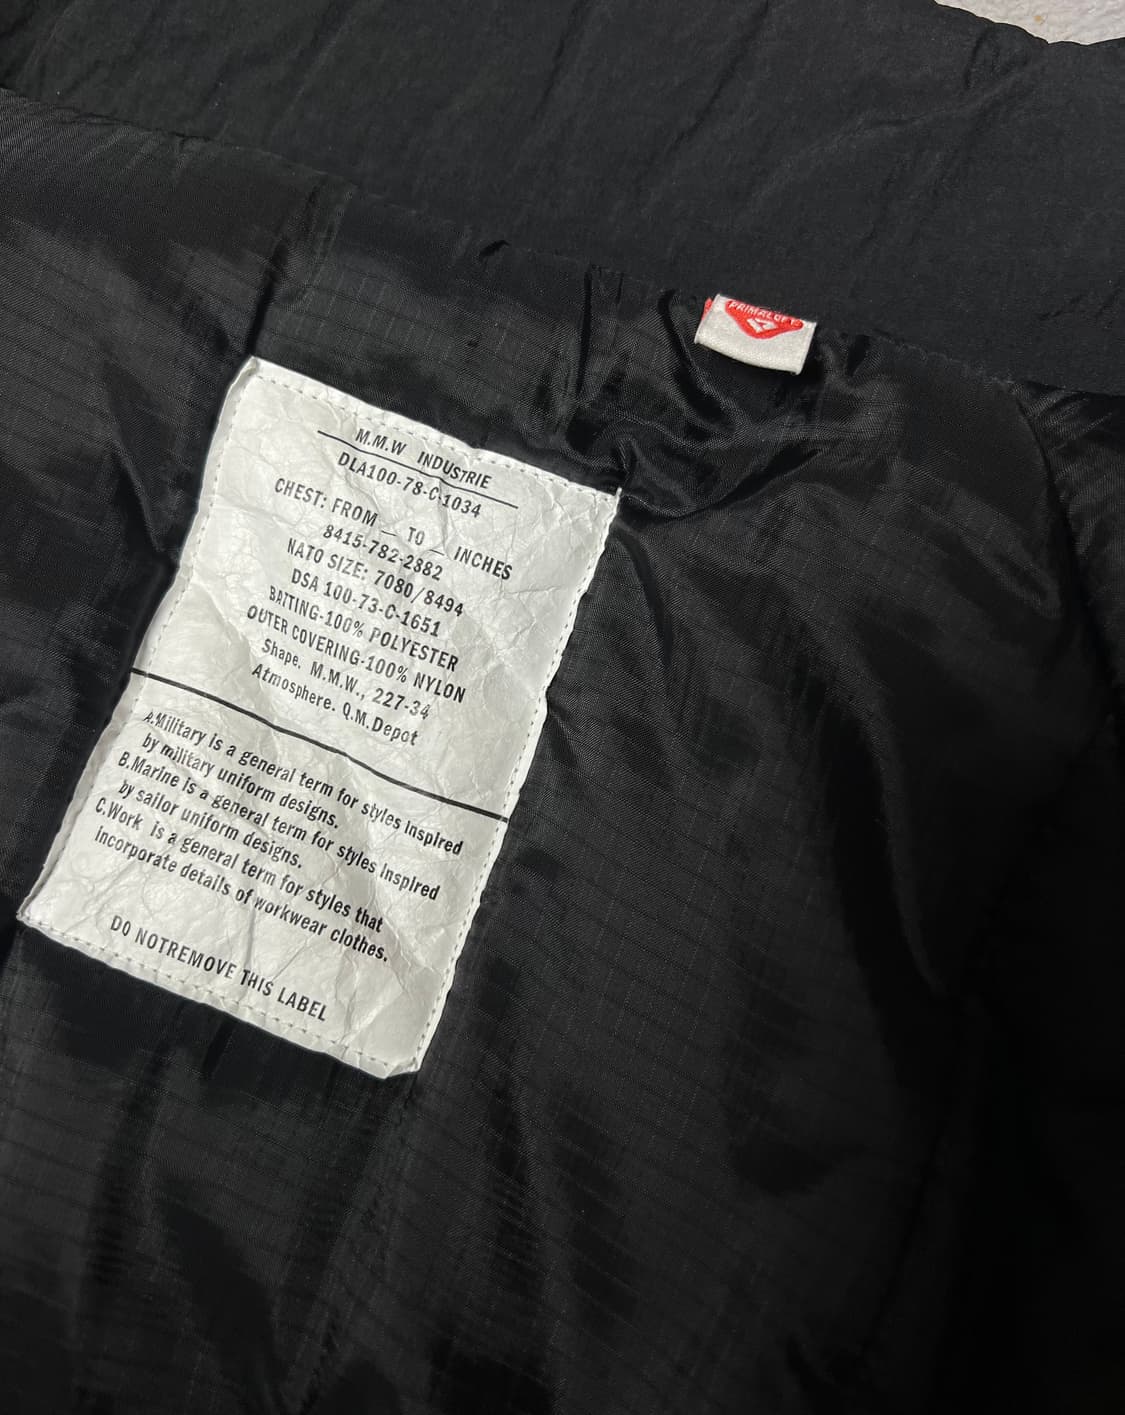 PRIMALOFT
M.M.W INDUSTRIE
DLA100-78-C-1034
CHEST: FROM _ TO _ INCHES
8415-782-2882
NATO SIZE: 7080/8494
DSA 100-73-C-1651
BATTING-100% POLYESTER
OUTER COVERING-100% NYLON
Shape. M.M.W., 227-34
Atmosphere. Q.M.Depot
A.Military is a general term for styles inspired
by military uniform designs.
B.Marine is a general term for styles inspired
by sailor uniform designs.
C.Work is a general term for styles that
incorporate details of workwear clothes.
DO NOTREMOVE THIS LABEL